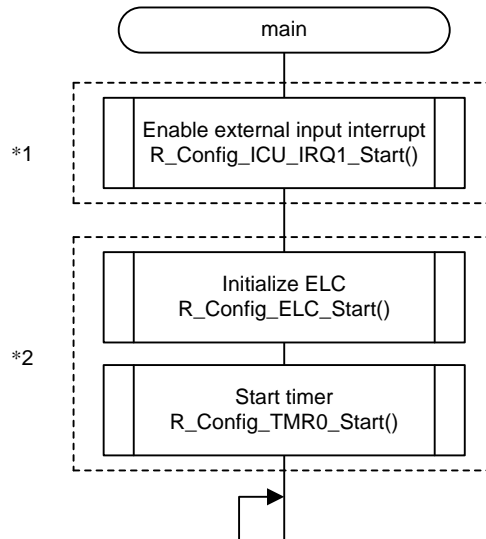 main
*1
Enable external input interrupt
R_Config_ICU_IRQ1_Start()
Initialize ELC
R_Config_ELC_Start()
*2
Start timer
R_Config_TMR0_Start()